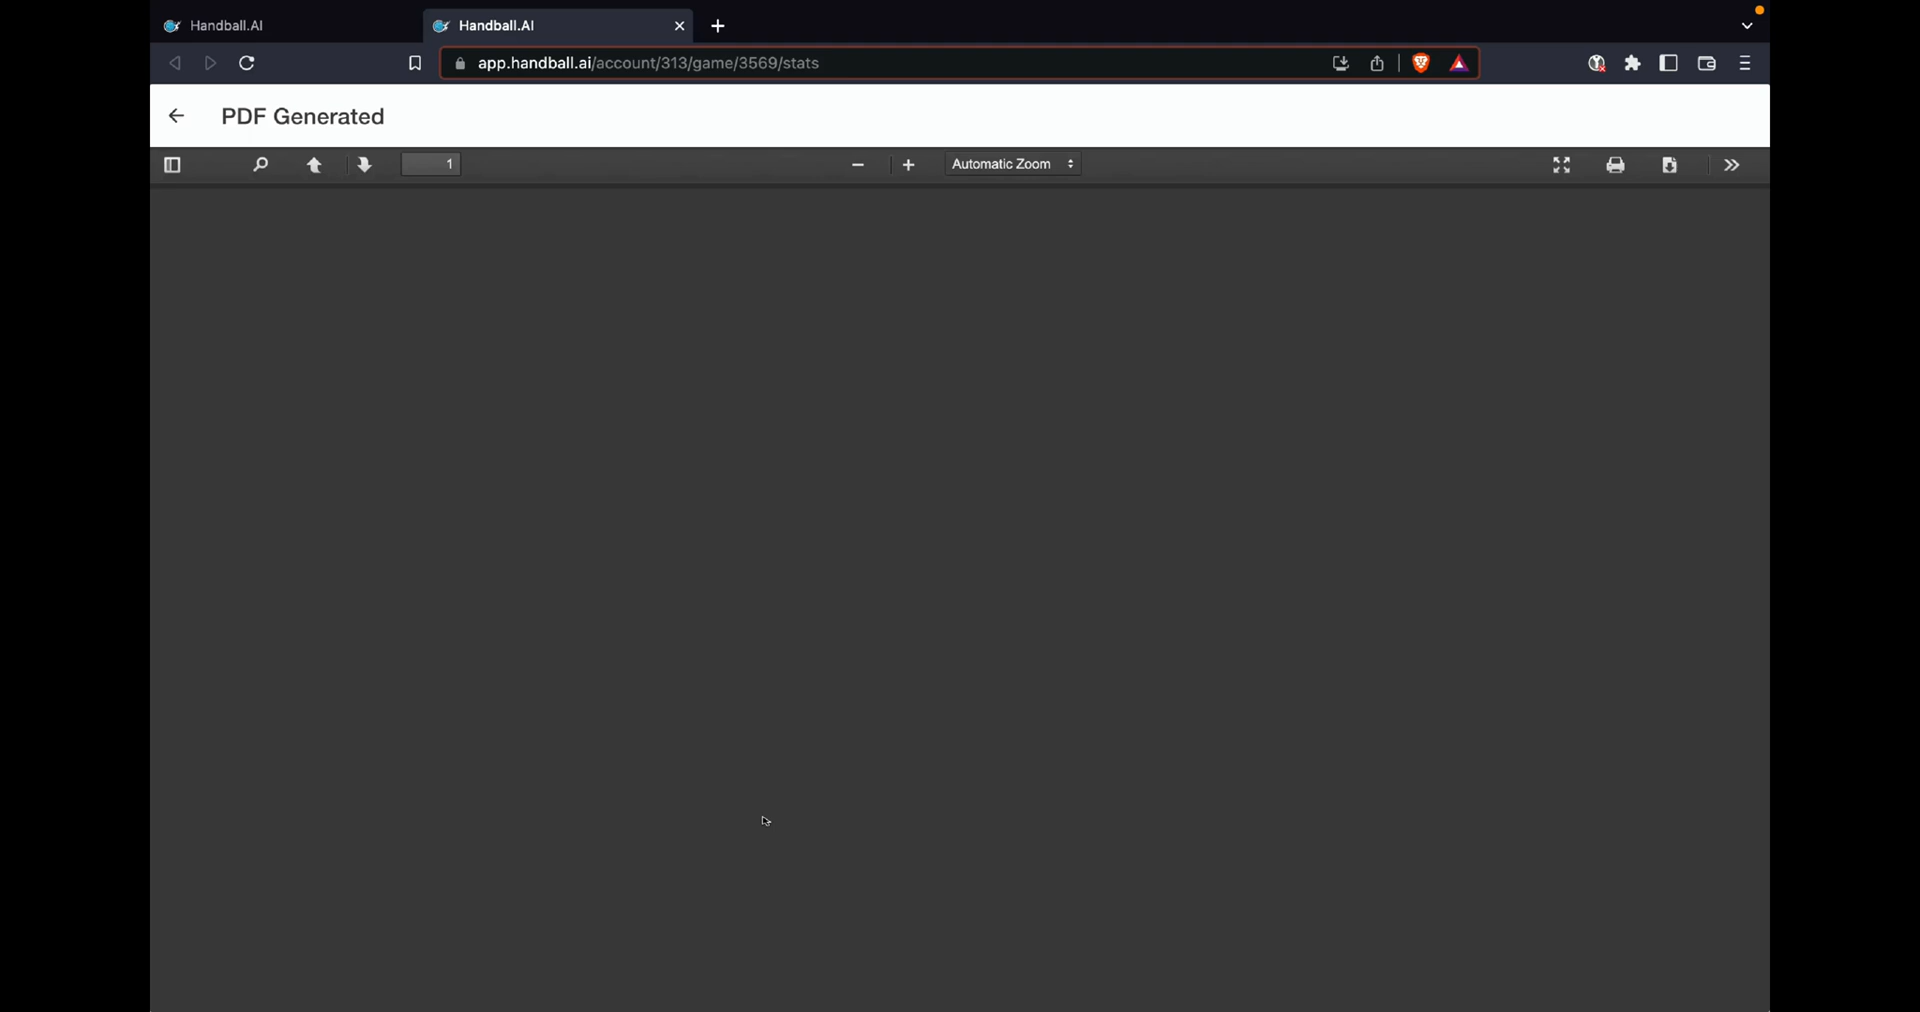 Handball.AI
Handball.AI
app.handball.ai/account/313/game/3569/stats
PDF Generated
1
Automatic Zoom